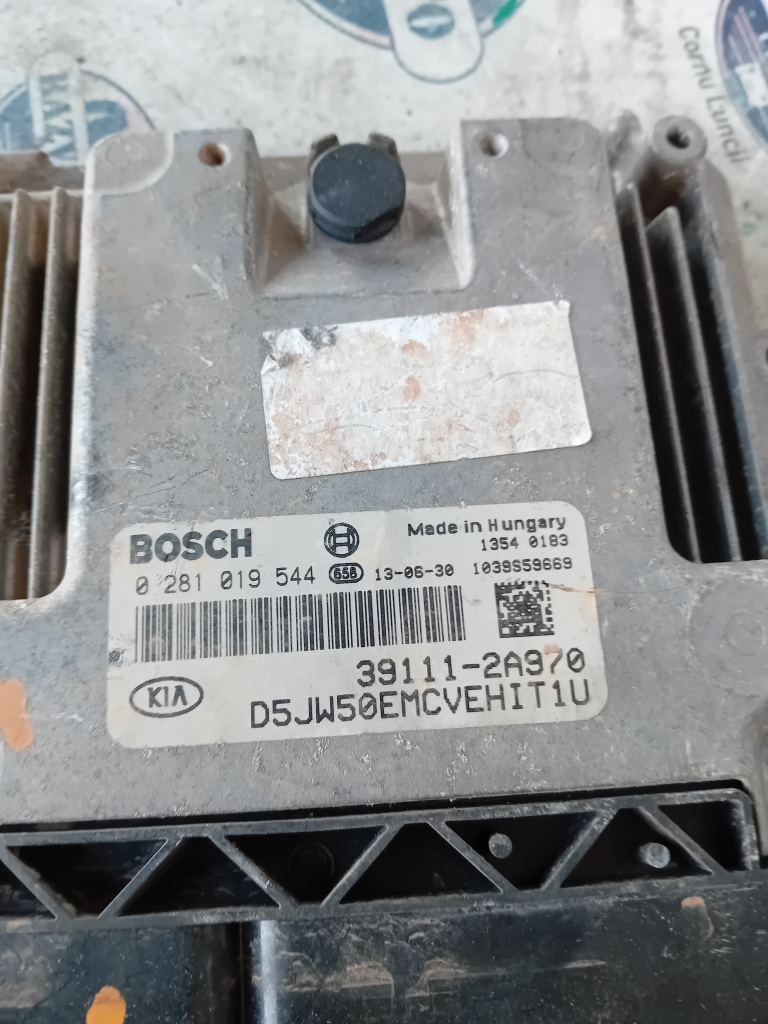 Cornu Luncii
BOSCH
Made in Hungary
1354 0183
0 281 019 544 658 13-06-30 1039S59669
39111-2A970
KIA
D5JW50EMCVEHIT1U